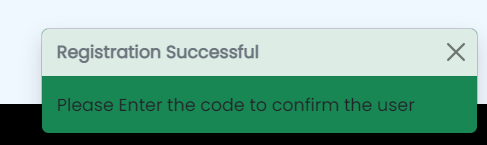 Registration Successful
Please Enter the code to confirm the user